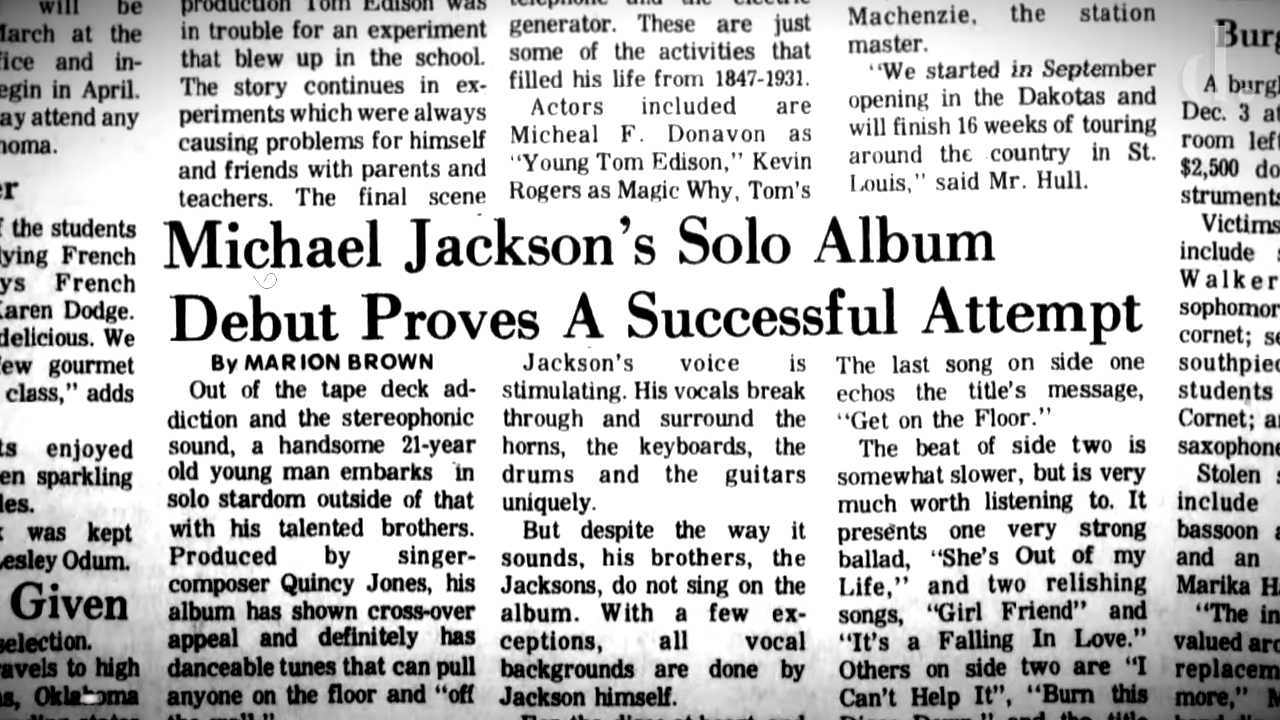 will be
March at the
fice and in-
egin in April.
ay attend any
homa.
er
f the students
lying French
ys French
Karen Dodge.
delicious. We
few gourmet
class," adds
ts enjoyed
en sparkling
les.
was kept
Lesley Odum.
Given
selection.
ravels to high
as, Oklahoma
production Tom Edison was
in trouble for an experiment
that blew up in the school.
The story continues in ex-
periments which were always
causing problems for himself
and friends with parents and
teachers. The final scene
telephone and the electric
generator. These are just
some of the activities that
filled his life from 1847-1931.
Actors included are
Micheal F. Donavon as
"Young Tom Edison," Kevin
Rogers as Magic Why, Tom's
Machenzie, the station
master.
"We started in September
opening in the Dakotas and
will finish 16 weeks of touring
around the country in St.
Louis," said Mr. Hull.
Michael Jackson's Solo Album
Debut Proves A Successful Attempt
By MARION BROWN
Out of the tape deck ad-
diction and the stereophonic
sound, a handsome 21-year
old young man embarks in
solo stardom outside of that
with his talented brothers.
Produced by singer-
composer Quincy Jones, his
album has shown cross-over
appeal and definitely has
danceable tunes that can pull
anyone on the floor and "off
the wall."
Jackson's voice is
stimulating. His vocals break
through and surround the
horns, the keyboards, the
drums and the guitars
uniquely.
But despite the way it
sounds, his brothers, the
Jacksons, do not sing on the
album. With a few ex-
ceptions, all vocal
backgrounds are done by
Jackson himself.
The last song on side one
echos the title's message,
"Get on the Floor."
The beat of side two is
somewhat slower, but is very
much worth listening to. It
presents one very strong
ballad, "She's Out of my
Life," and two relishing
songs, "Girl Friend" and
"It's a Falling In Love."
Others on side two are "I
Can't Help It", "Burn this
and the title
Burg
A burgl
Dec. 3 a
room left
$2,500 do
struments
Victims
include
Walker
sophomor
cornet; se
southpiec
students
Cornet; a
saxophone
Stolen
include
bassoon a
and an
Marika H
"The in
valued aro
replacem
more,"
d.